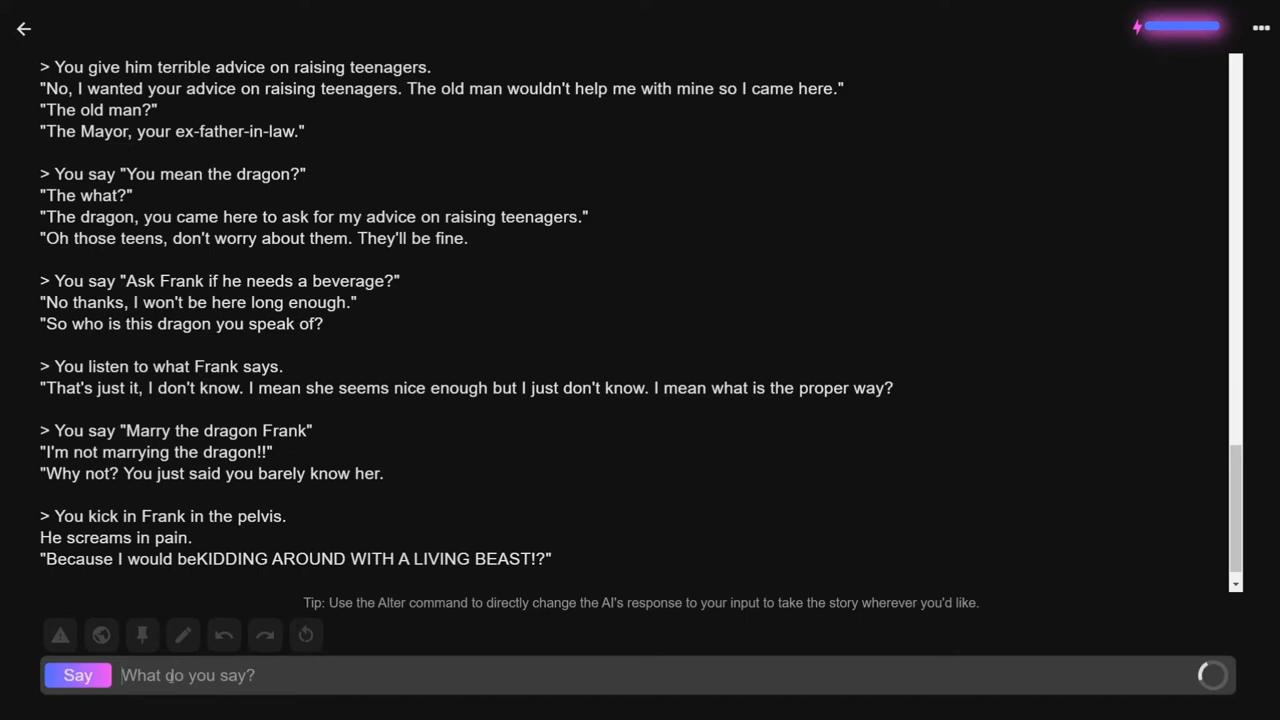 > You give him terrible advice on raising teenagers.
"No, I wanted your advice on raising teenagers. The old man wouldn't help me with mine so I came here."
"The old man?"
"The Mayor, your ex-father-in-law."
> You say "You mean the dragon?"
"The what?"
"The dragon, you came here to ask for my advice on raising teenagers."
"Oh those teens, don't worry about them. They'll be fine.
> You say "Ask Frank if he needs a beverage?"
"No thanks, I won't be here long enough."
"So who is this dragon you speak of?
> You listen to what Frank says.
"That's just it, I don't know. I mean she seems nice enough but I just don't know. I mean what is the proper way?
> You say "Marry the dragon Frank"
"I'm not marrying the dragon!!"
"Why not? You just said you barely know her.
> You kick in Frank in the pelvis.
He screams in pain.
"Because I would beKIDDING AROUND WITH A LIVING BEAST!?"
Tip: Use the Alter command to directly change the AI's response to your input to take the story wherever you'd like.
Say What do you say?